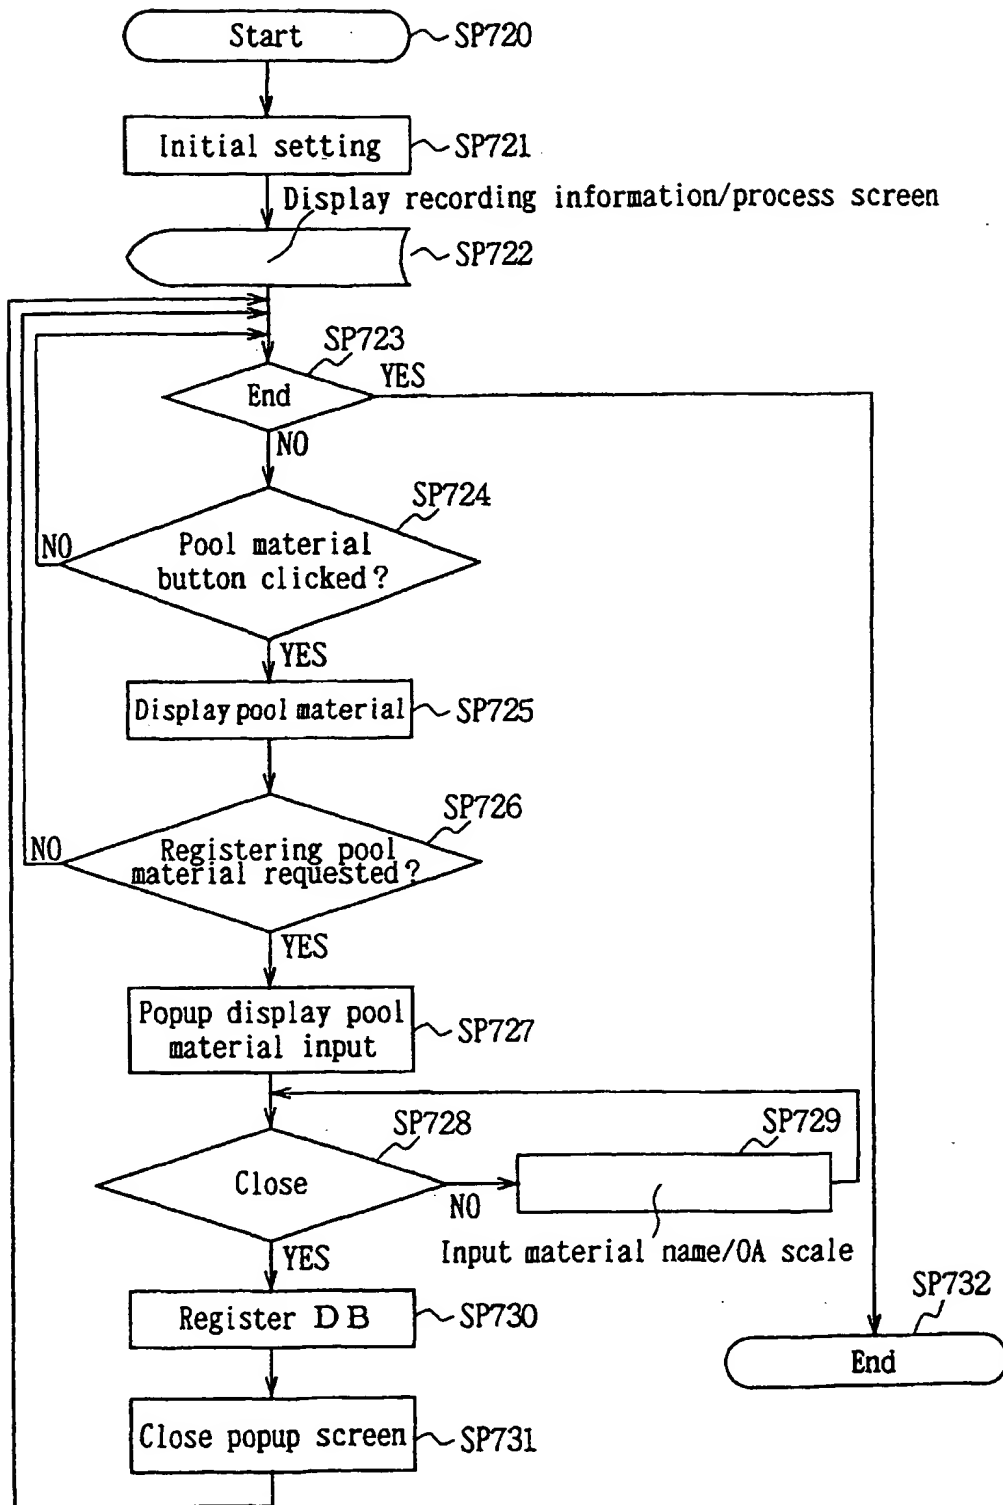 Start
SP720
Initial setting
SP721
Display recording information/process screen
SP722
SP723
End
YES
NO
SP724
Pool material
button clicked?
NO
YES
Display pool material
SP725
SP726
Registering pool
material requested?
NO
YES
Popup display pool
material input
SP727
SP728
Close
NO
SP729
Input material name/OA scale
YES
Register DB
SP730
SP732
End
Close popup screen
SP731